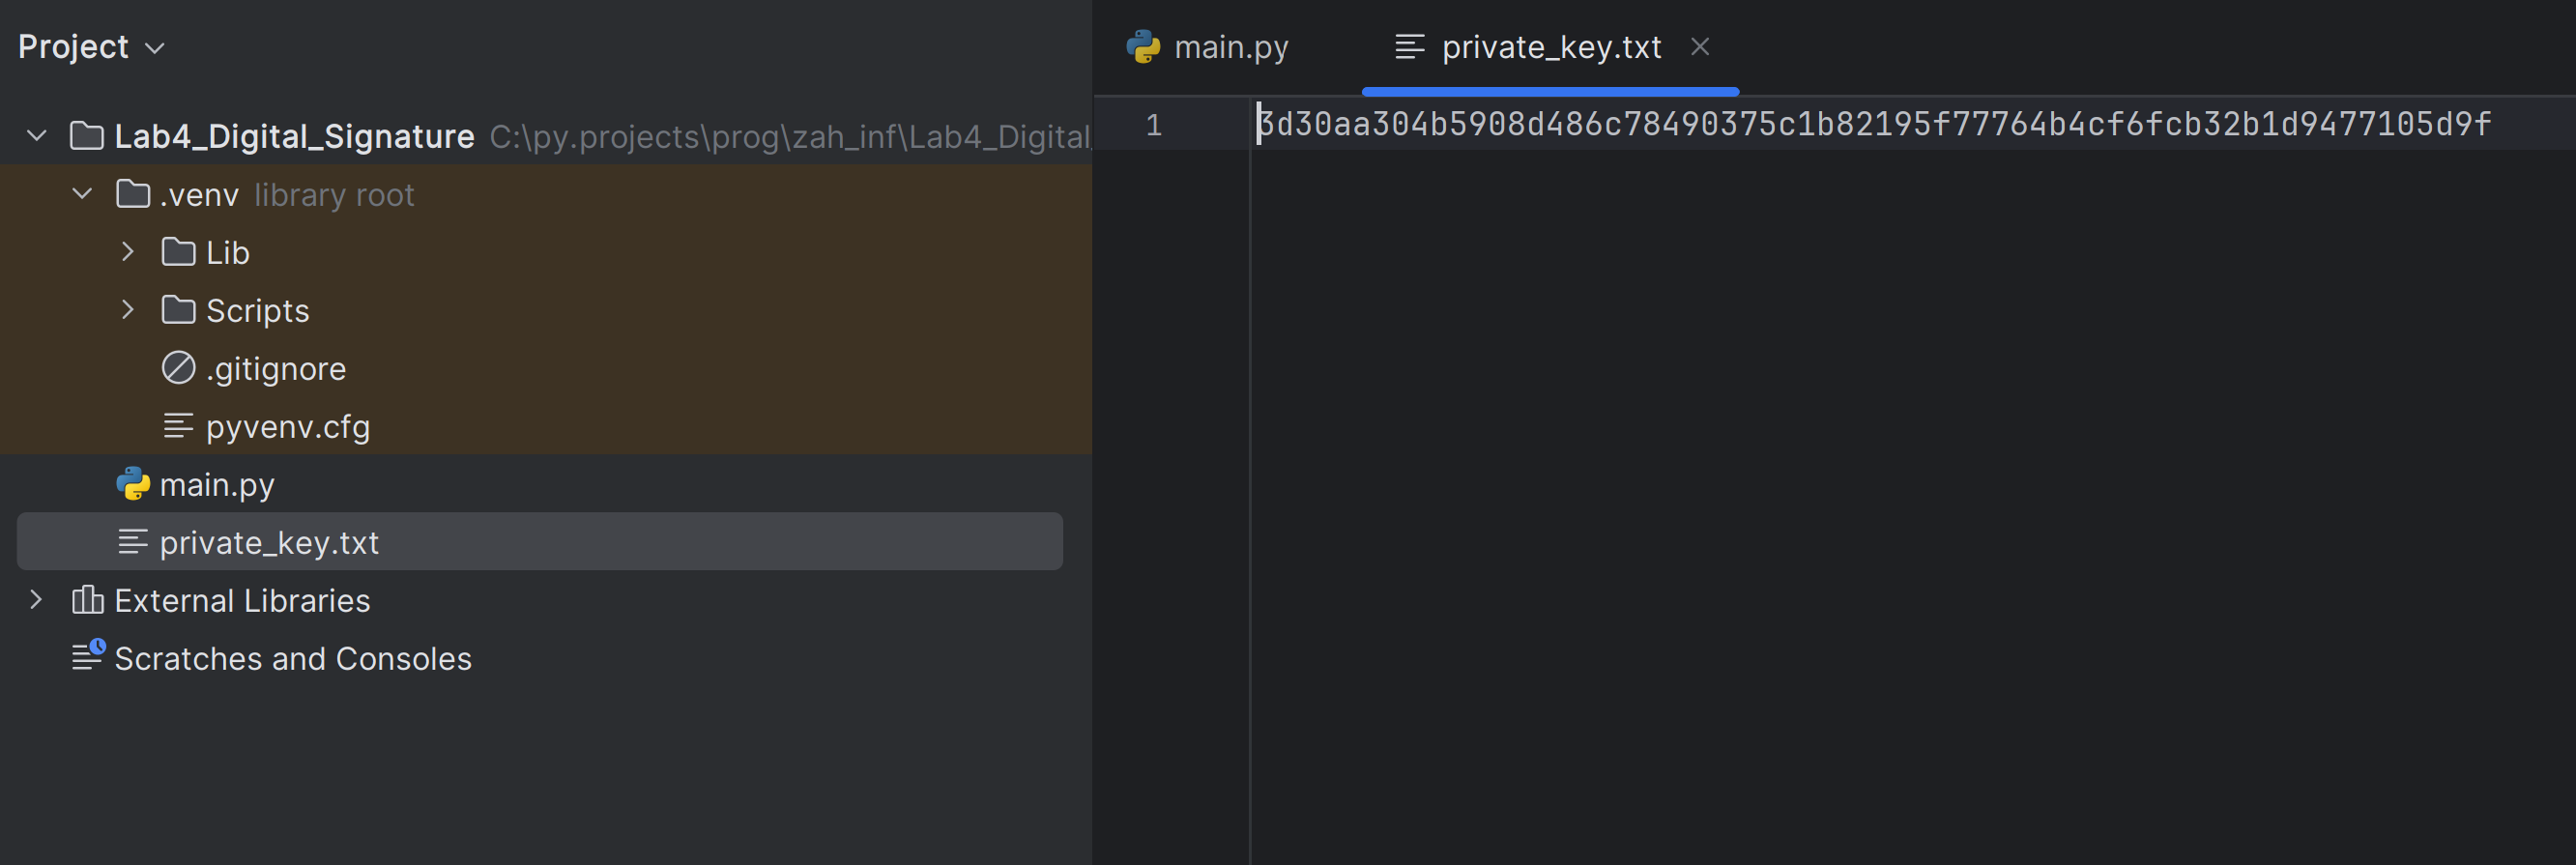 Project
Lab4_Digital_Signature C:\py.projects\prog\zah_inf\Lab4_Digital
.venv library root
Lib
Scripts
.gitignore
pyvenv.cfg
main.py
private_key.txt
External Libraries
Scratches and Consoles
main.py private_key.txt
1 3d30aa304b5908d486c78490375c1b82195f77764b4cf6fcb32b1d9477105d9f